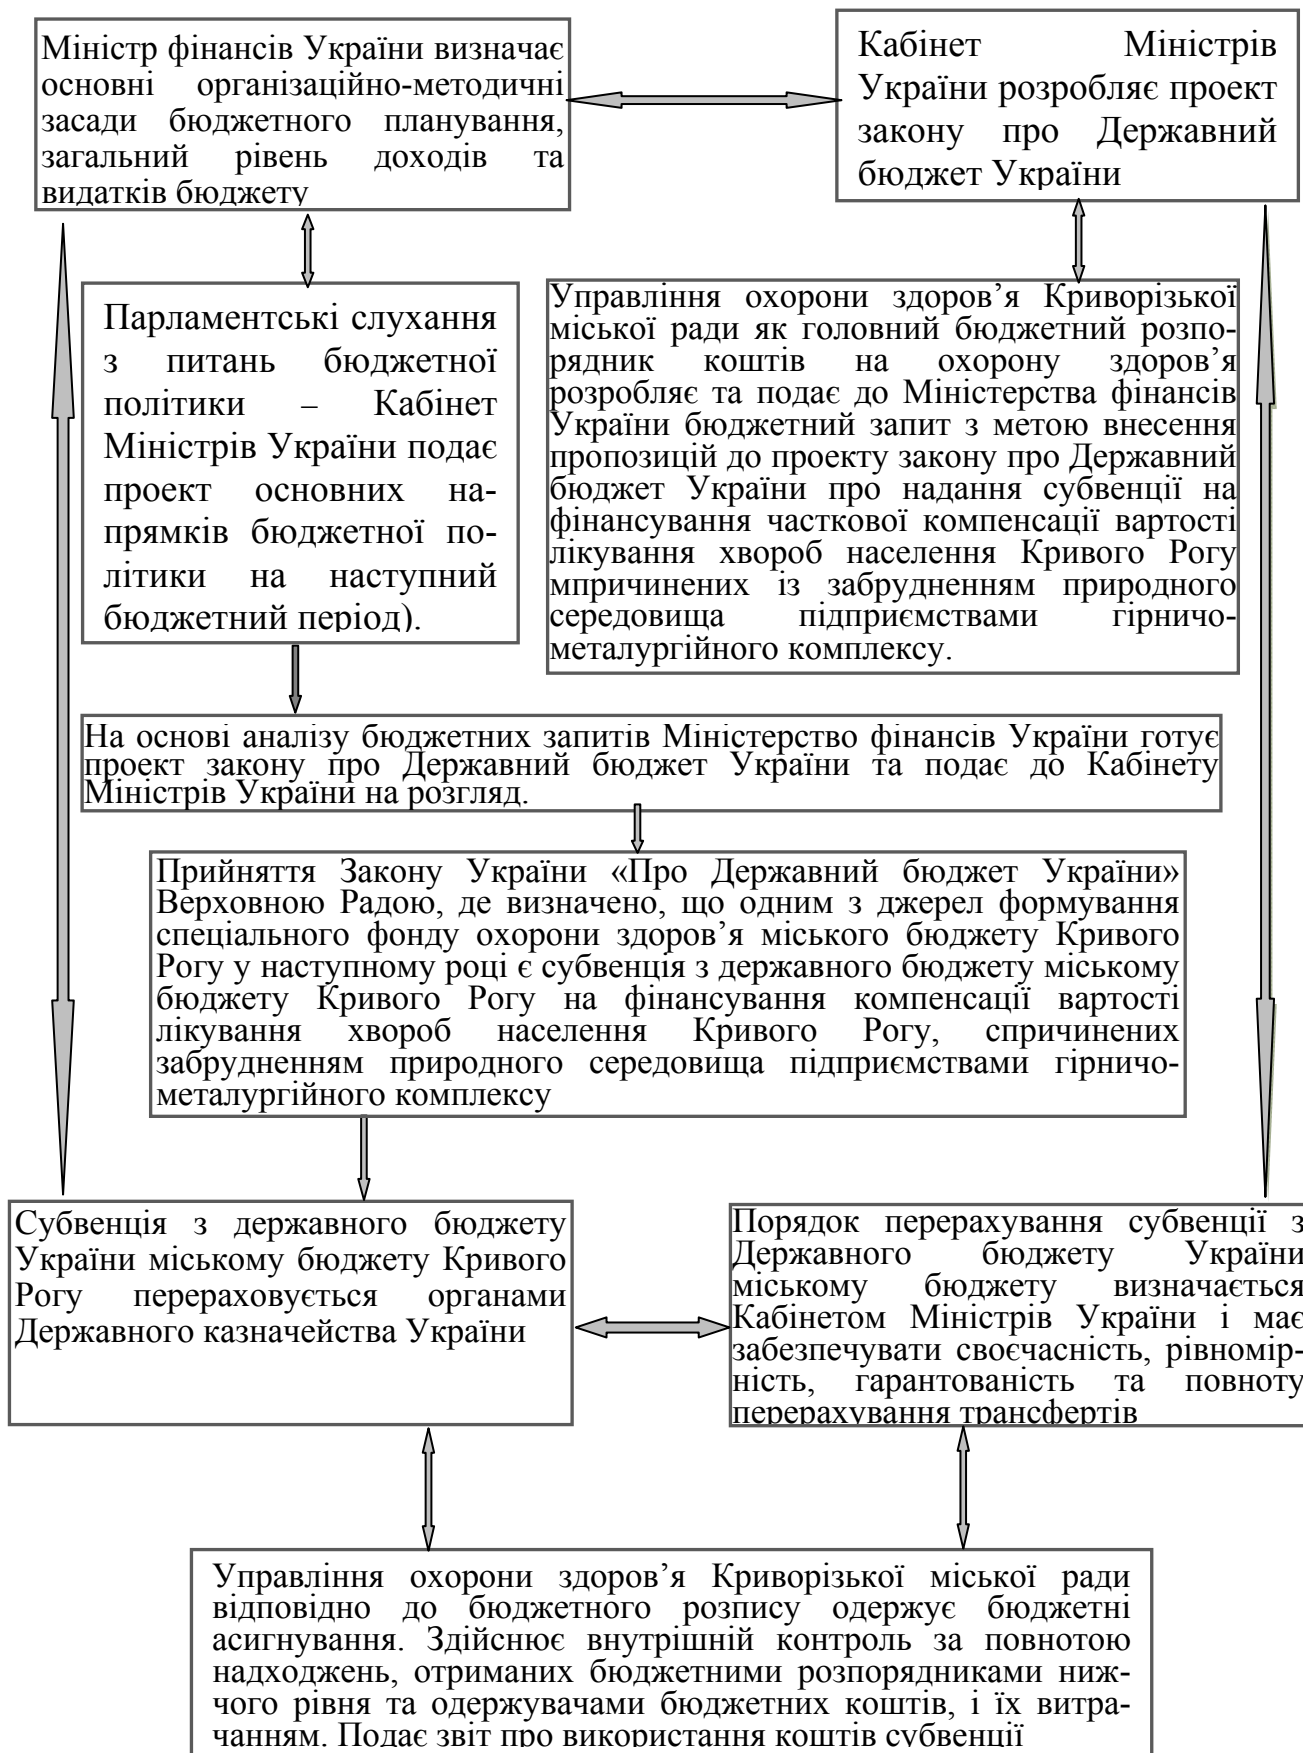 Міністр фінансів України визначає
основні організаційно-методичні
засади бюджетного планування,
загальний рівень доходів та
видатків бюджету
Кабінет Міністрів
України розробляє проект
закону про Державний
бюджет України
Парламентські слухання
з питань бюджетної
політики – Кабінет
Міністрів України подає
проект основних на-
прямків бюджетної по-
літики на наступний
бюджетний період).
Управління охорони здоров’я Криворізької
міської ради як головний бюджетний розпо-
рядник коштів на охорону здоров’я
розробляє та подає до Міністерства фінансів
України бюджетний запит з метою внесення
пропозицій до проекту закону про Державний
бюджет України про надання субвенції на
фінансування часткової компенсації вартості
лікування хвороб населення Кривого Рогу
мпричинених із забрудненням природного
середовища підприємствами гірничо-
металургійного комплексу.
На основі аналізу бюджетних запитів Міністерство фінансів України готує
проект закону про Державний бюджет України та подає до Кабінету
Міністрів України на розгляд.
Прийняття Закону України «Про Державний бюджет України»
Верховною Радою, де визначено, що одним з джерел формування
спеціального фонду охорони здоров’я міського бюджету Кривого
Рогу у наступному році є субвенція з державного бюджету міському
бюджету Кривого Рогу на фінансування компенсації вартості
лікування хвороб населення Кривого Рогу, спричинених
забрудненням природного середовища підприємствами гірничо-
металургійного комплексу
Субвенція з державного бюджету
України міському бюджету Кривого
Рогу перераховується органами
Державного казначейства України
Порядок перерахування субвенції з
Державного бюджету України
міському бюджету визначається
Кабінетом Міністрів України і має
забезпечувати своєчасність, рівномір-
ність, гарантованість та повноту
перерахування трансфертів
Управління охорони здоров’я Криворізької міської ради
відповідно до бюджетного розпису одержує бюджетні
асигнування. Здійснює внутрішній контроль за повнотою
надходжень, отриманих бюджетними розпорядниками ниж-
чого рівня та одержувачами бюджетних коштів, і їх витра-
чанням. Подає звіт про використання коштів субвенції